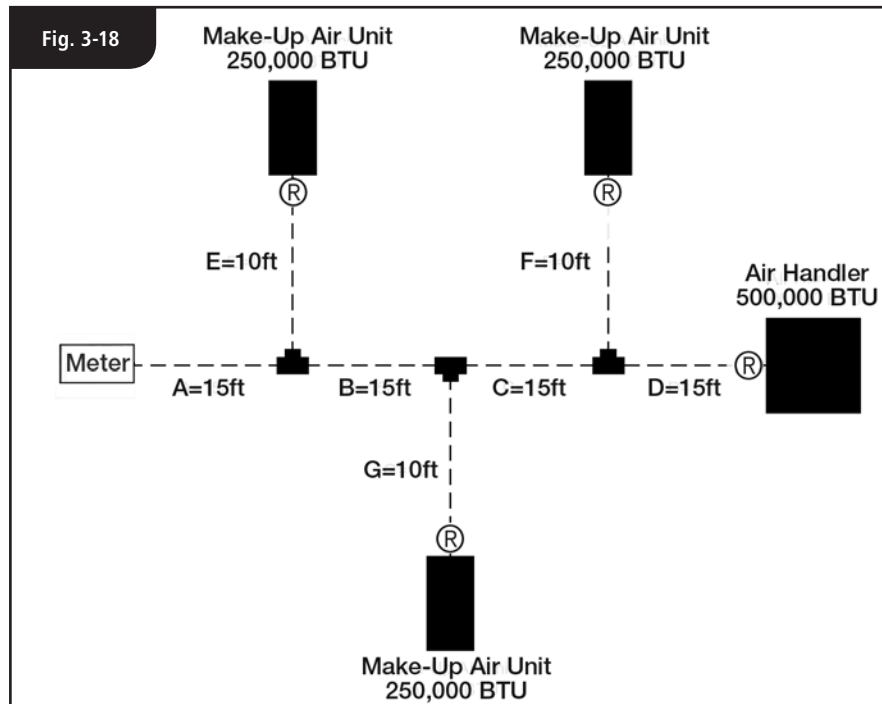 Fig. 3-18
Make-Up Air Unit
250,000 BTU
Make-Up Air Unit
250,000 BTU
R
R
E=10ft
F=10ft
Air Handler
500,000 BTU
Meter
R
A=15ft
B=15ft
C=15ft
D=15ft
G=10ft
R
Make-Up Air Unit
250,000 BTU